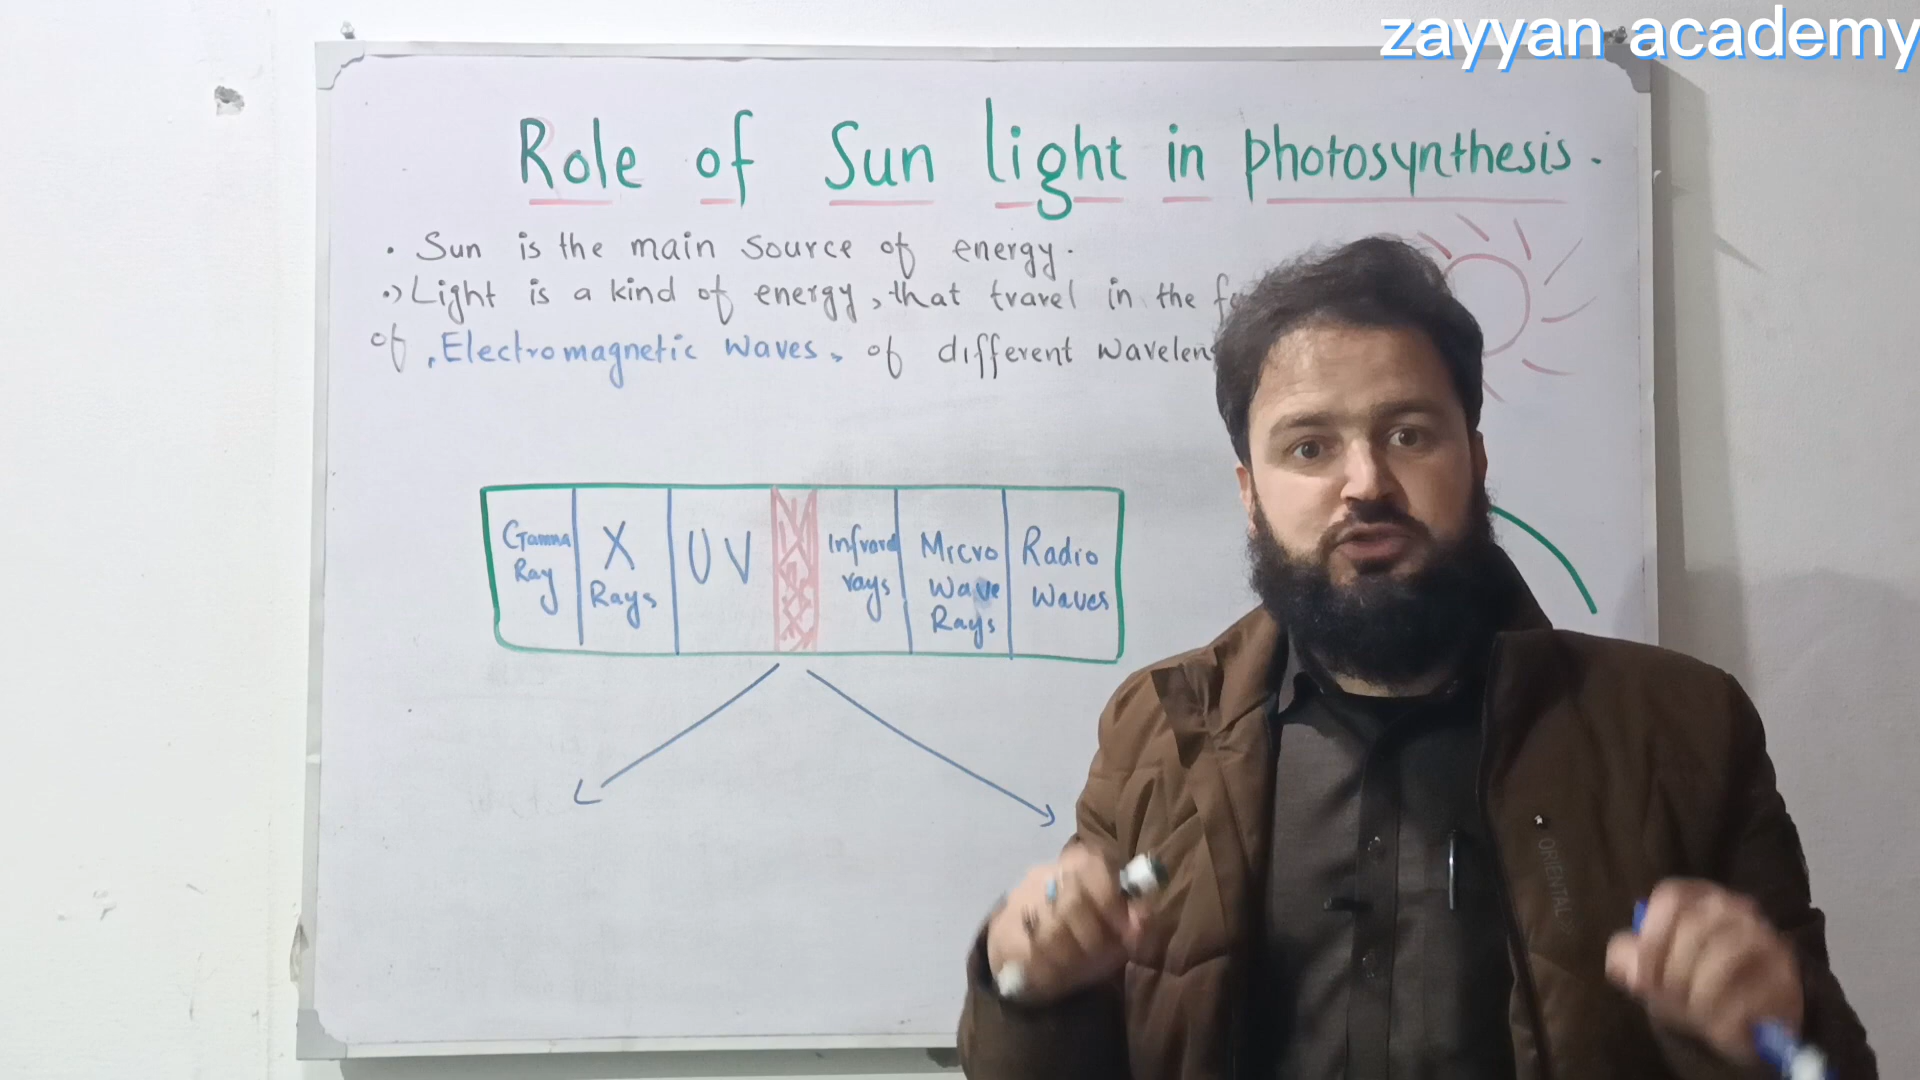 zayyan academy
Role of Sun light in photosynthesis.
. Sun is the main source of energy.
Light is a kind of energy, that travel in the
of, Electromagnetic waves, of different
Gamma
Ray
X
Rays
UV
Infrared
rays
Micro
wave
Rays
Radio
waves
ORIENTAL